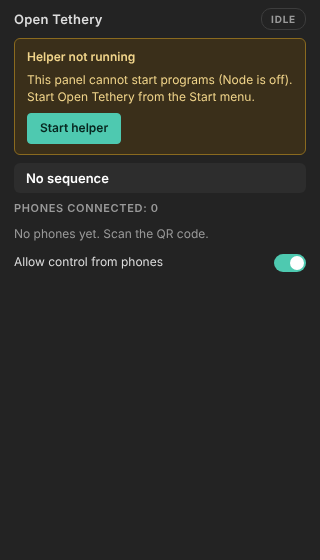 Open Tethery
IDLE
Helper not running
This panel cannot start programs (Node is off).
Start Open Tethery from the Start menu.
Start helper
No sequence
PHONES CONNECTED: 0
No phones yet. Scan the QR code.
Allow control from phones